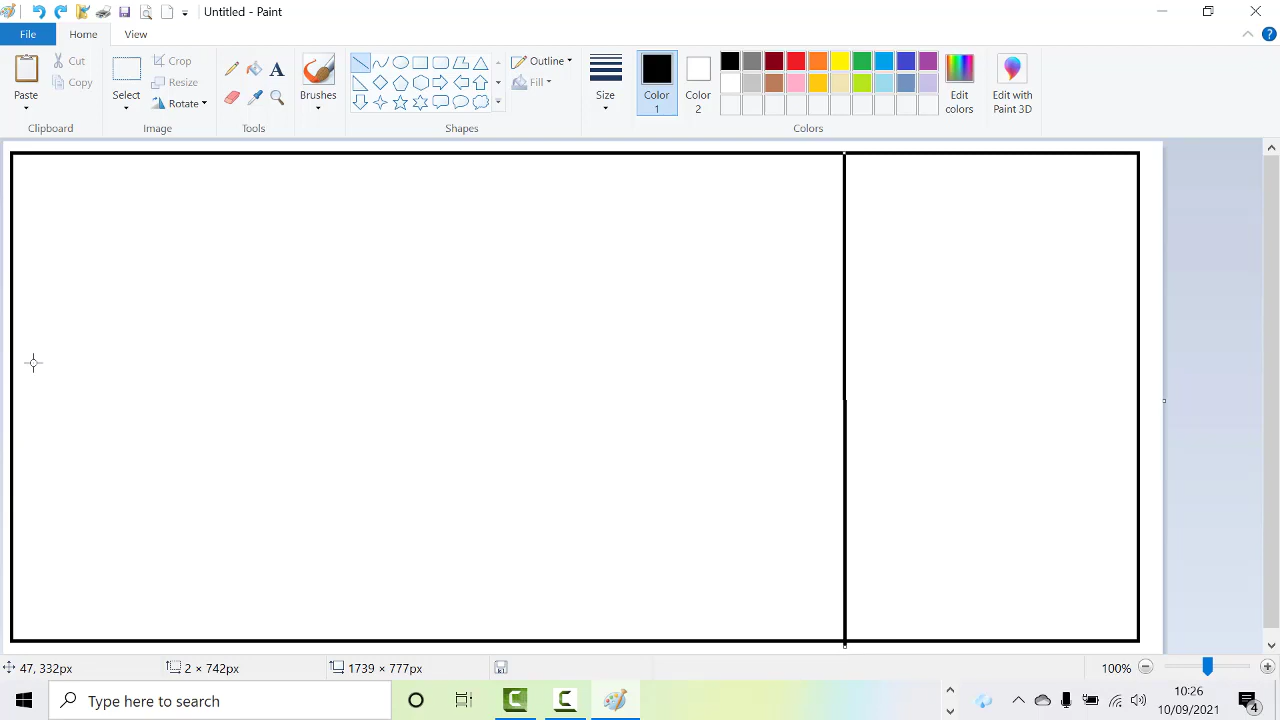 Untitled - Paint
File Home View
Paste
Cut
Copy
Clipboard
Select
Crop
Resize
Rotate
Image
A
Tools
Brushes
Shapes
Outline
Fill
Size
Color 1
Color 2
Edit colors
Colors
Edit with Paint 3D
47, 332px
2 × 742px
1739 × 777px
100%
Type here to search
10:26
10/09/2021
4